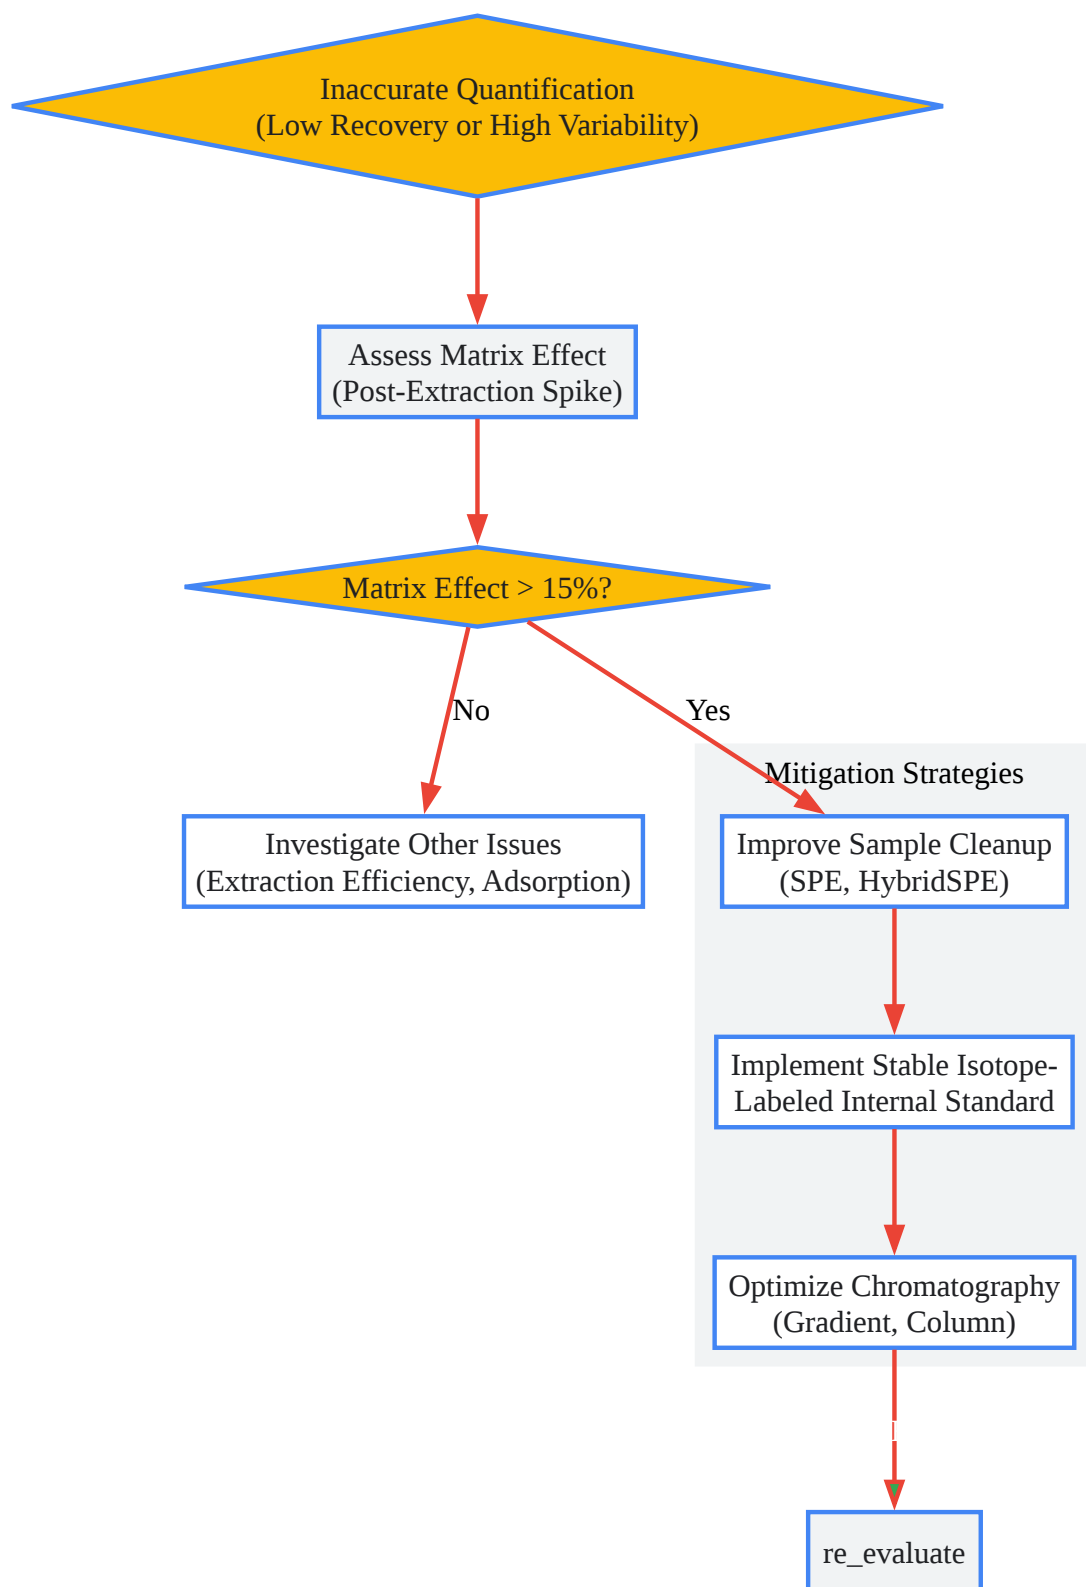 Inaccurate Quantification
(Low Recovery or High Variability)
Assess Matrix Effect
(Post-Extraction Spike)
Matrix Effect > 15%?
No
Yes
Mitigation Strategies
Investigate Other Issues
(Extraction Efficiency, Adsorption)
Improve Sample Cleanup
(SPE, HybridSPE)
Implement Stable Isotope-
Labeled Internal Standard
Optimize Chromatography
(Gradient, Column)
re_evaluate